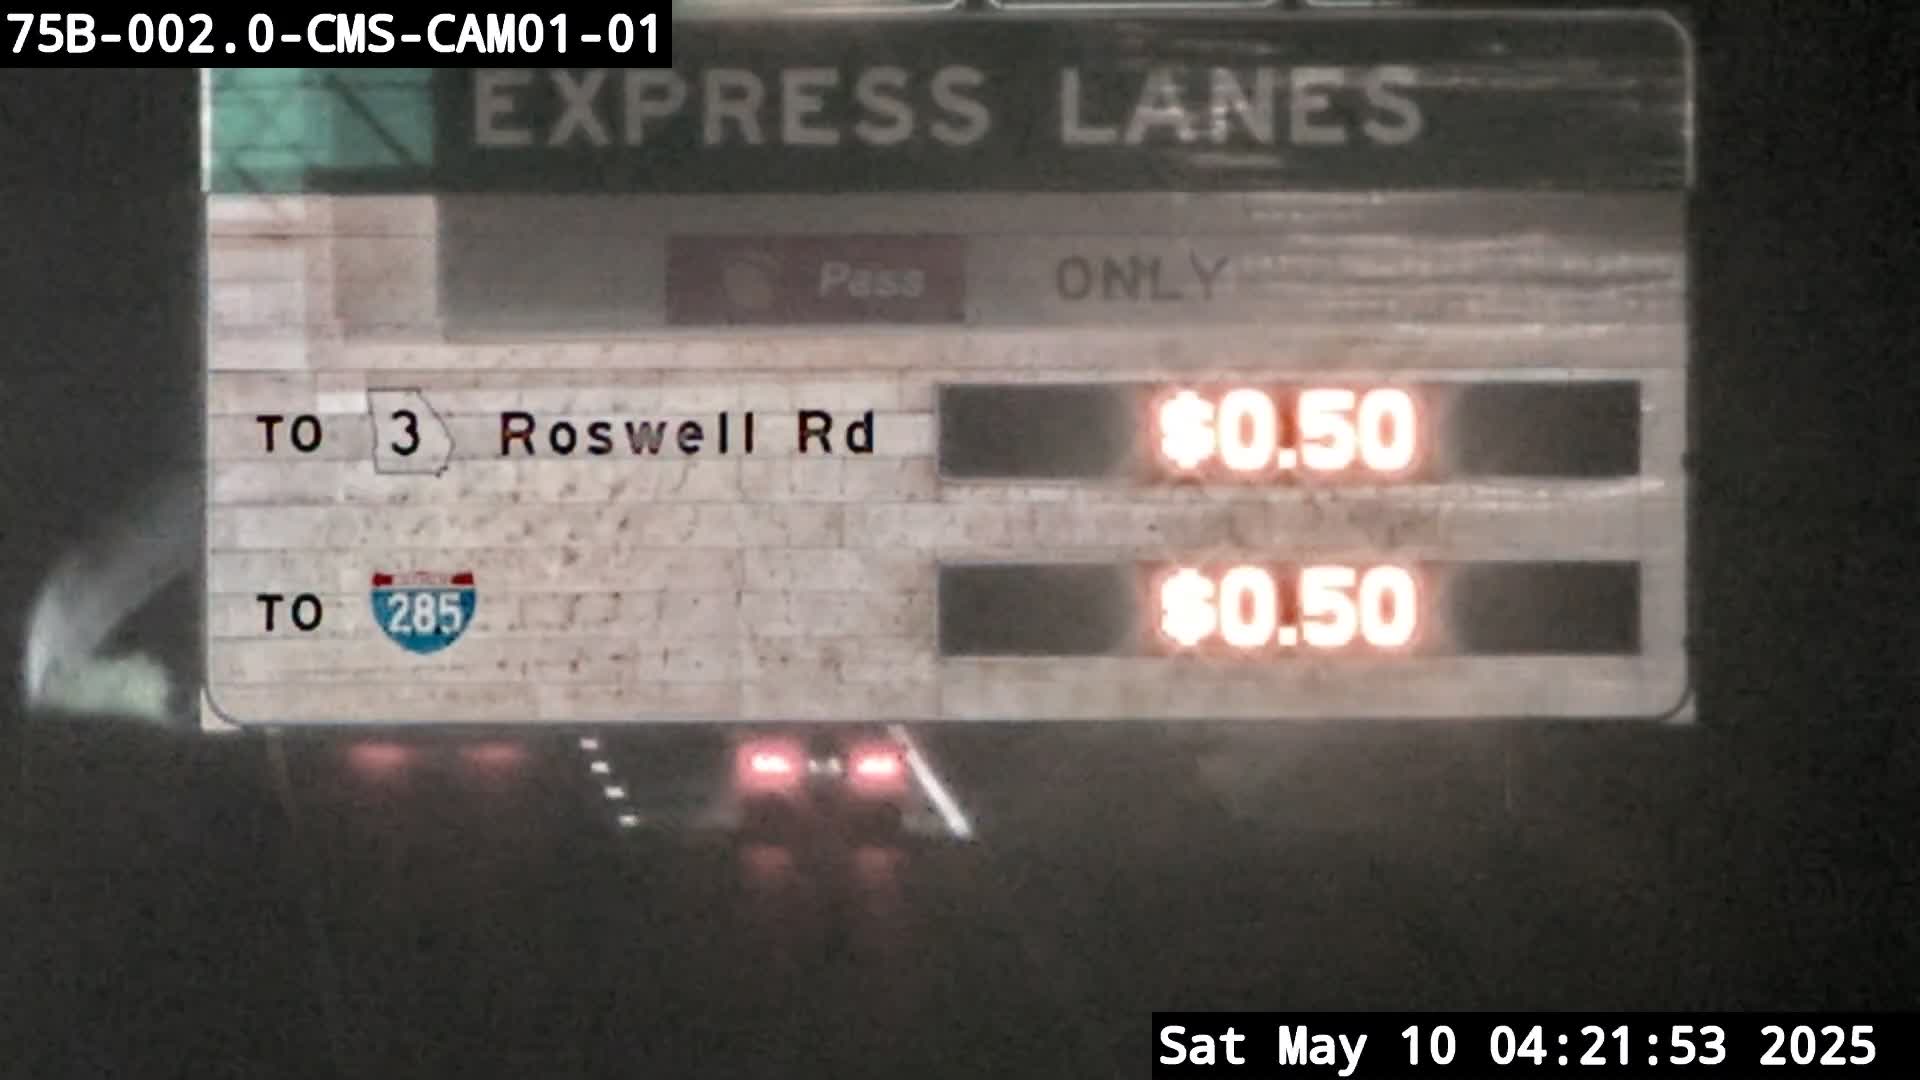 75B-002.0-CMS-CAM01-01
EXPRESS LANES
Pass ONLY
TO 3 Roswell Rd $0.50
TO 285 $0.50
Sat May 10 04:21:53 2025